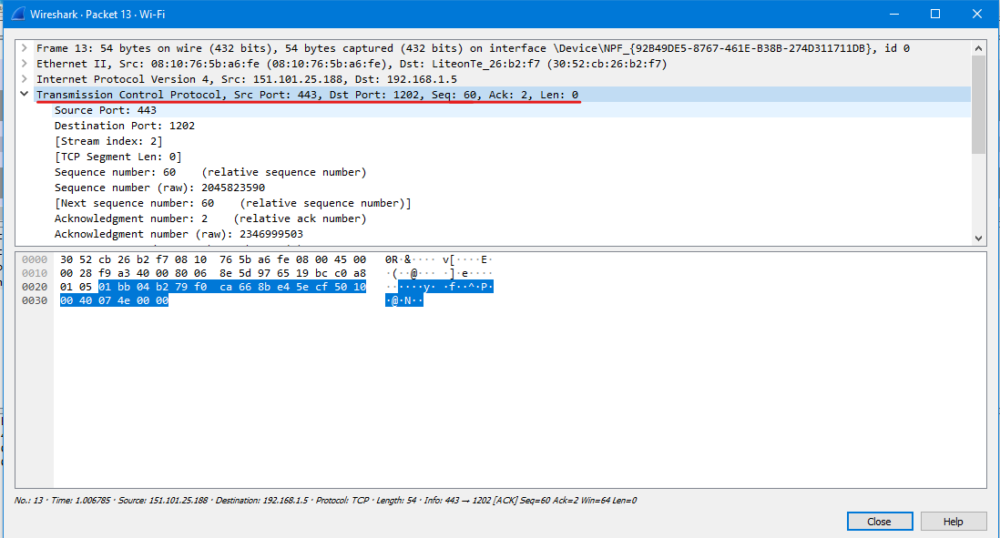 Wireshark · Packet 13 · Wi-Fi
Frame 13: 54 bytes on wire (432 bits), 54 bytes captured (432 bits) on interface \Device\NPF_{92B49DE5-8767-461E-B38B-274D311711DB}, id 0
Ethernet II, Src: 08:10:76:5b:a6:fe (08:10:76:5b:a6:fe), Dst: LiteonTe_26:b2:f7 (30:52:cb:26:b2:f7)
Internet Protocol Version 4, Src: 151.101.25.188, Dst: 192.168.1.5
Transmission Control Protocol, Src Port: 443, Dst Port: 1202, Seq: 60, Ack: 2, Len: 0
Source Port: 443
Destination Port: 1202
[Stream index: 2]
[TCP Segment Len: 0]
Sequence number: 60    (relative sequence number)
Sequence number (raw): 2045823590
[Next sequence number: 60    (relative sequence number)]
Acknowledgment number: 2    (relative ack number)
Acknowledgment number (raw): 2346999503
0000  30 52 cb 26 b2 f7 08 10  76 5b a6 fe 08 00 45 00   0R·&···· v[····E·
0010  00 28 f9 a3 40 00 80 06  8e 5d 97 65 19 bc c0 a8   ·(··@··· ·]·e····
0020  01 05 01 bb 04 b2 79 f0  ca 66 8b e4 5e cf 50 10   ······y· ·f··^·P·
0030  00 40 07 4e 00 00   ·@·N··
No.: 13 · Time: 1.006785 · Source: 151.101.25.188 · Destination: 192.168.1.5 · Protocol: TCP · Length: 54 · Info: 443 → 1202 [ACK] Seq=60 Ack=2 Win=64 Len=0
Close Help